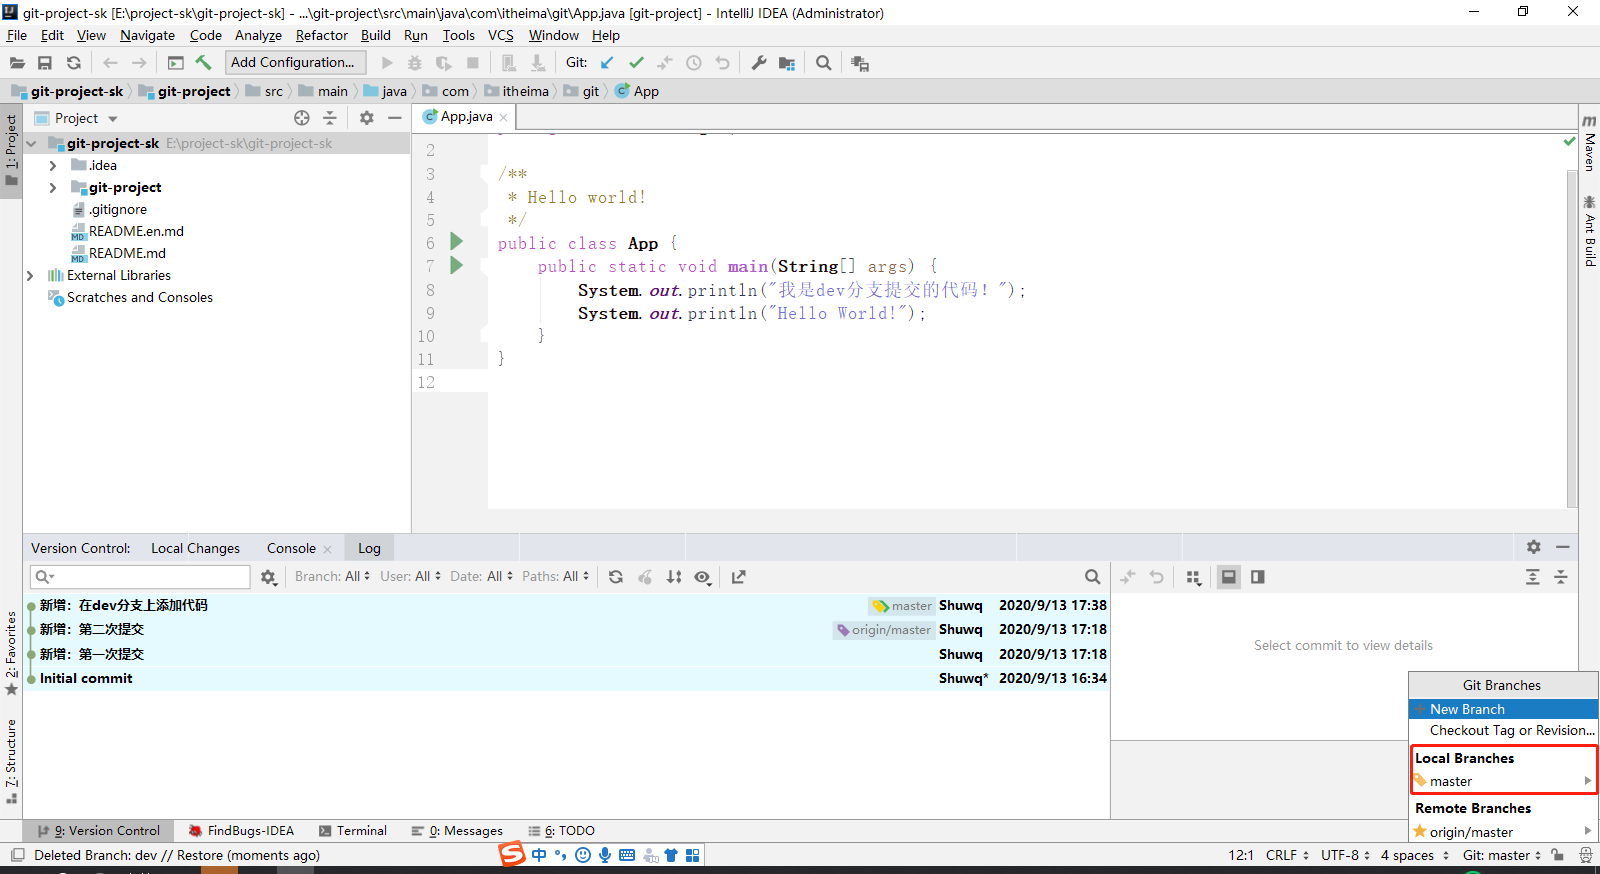 git-project-sk [E:\project-sk\git-project-sk] - ...\git-project\src\main\java\com\itheima\git\App.java [git-project] - IntelliJ IDEA (Administrator)
File Edit View Navigate Code Analyze Refactor Build Run Tools VCS Window Help
Add Configuration... Git:
git-project-sk git-project src main java com itheima git App
Project App.java
1: Project
git-project-sk E:\project-sk\git-project-sk
.idea
git-project
.gitignore
README.en.md
README.md
External Libraries
Scratches and Consoles
2
3 /**
4 * Hello world!
5 */
6 public class App {
7 public static void main(String[] args) {
8 System.out.println("我是dev分支提交的代码！");
9 System.out.println("Hello World!");
10 }
11 }
12
Maven
Ant Build
Version Control: Local Changes Console Log
Branch: All User: All Date: All Paths: All
新增：在dev分支上添加代码 master Shuwq 2020/9/13 17:38
新增：第二次提交 origin/master Shuwq 2020/9/13 17:18
新增：第一次提交 Shuwq 2020/9/13 17:18
Initial commit Shuwq* 2020/9/13 16:34
Select commit to view details
2: Favorites
7: Structure
Git Branches
New Branch
Checkout Tag or Revision...
Local Branches
master
Remote Branches
origin/master
9: Version Control FindBugs-IDEA Terminal 0: Messages 6: TODO
Deleted Branch: dev // Restore (moments ago) 中 12:1 CRLF UTF-8 4 spaces Git: master